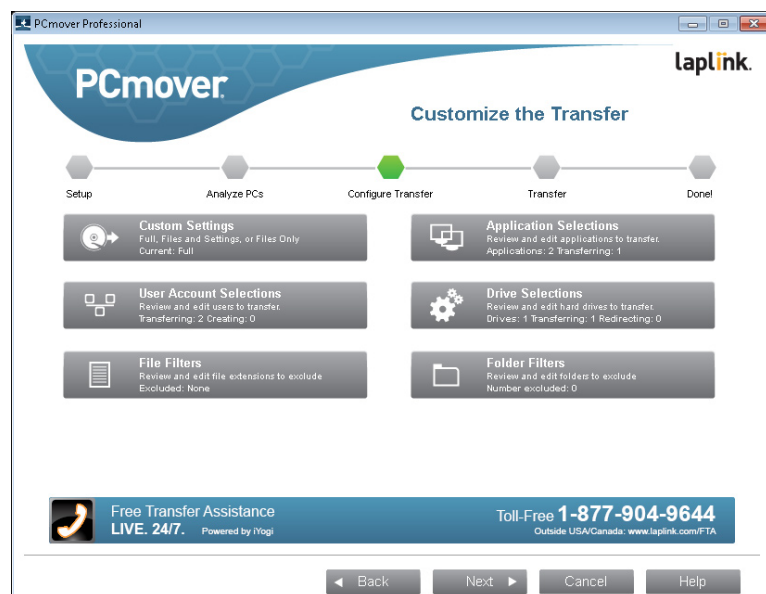 PCmover Professional
laplink.
PCmover
Customize the Transfer
Setup
Analyze PCs
Configure Transfer
Transfer
Done!
Custom Settings
Full, Files and Settings, or Files Only
Current: Full
Application Selections
Review and edit applications to transfer.
Applications: 2 Transferring: 1
User Account Selections
Review and edit users to transfer.
Transferring: 2 Creating: 0
Drive Selections
Review and edit hard drives to transfer.
Drives: 1 Transferring: 1 Redirecting: 0
File Filters
Review and edit file extensions to exclude
Excluded: None
Folder Filters
Review and edit folders to exclude
Number excluded: 0
Free Transfer Assistance
LIVE. 24/7. Powered by iYogi
Toll-Free 1-877-904-9644
Outside USA/Canada: www.laplink.com/FTA
Back
Next
Cancel
Help